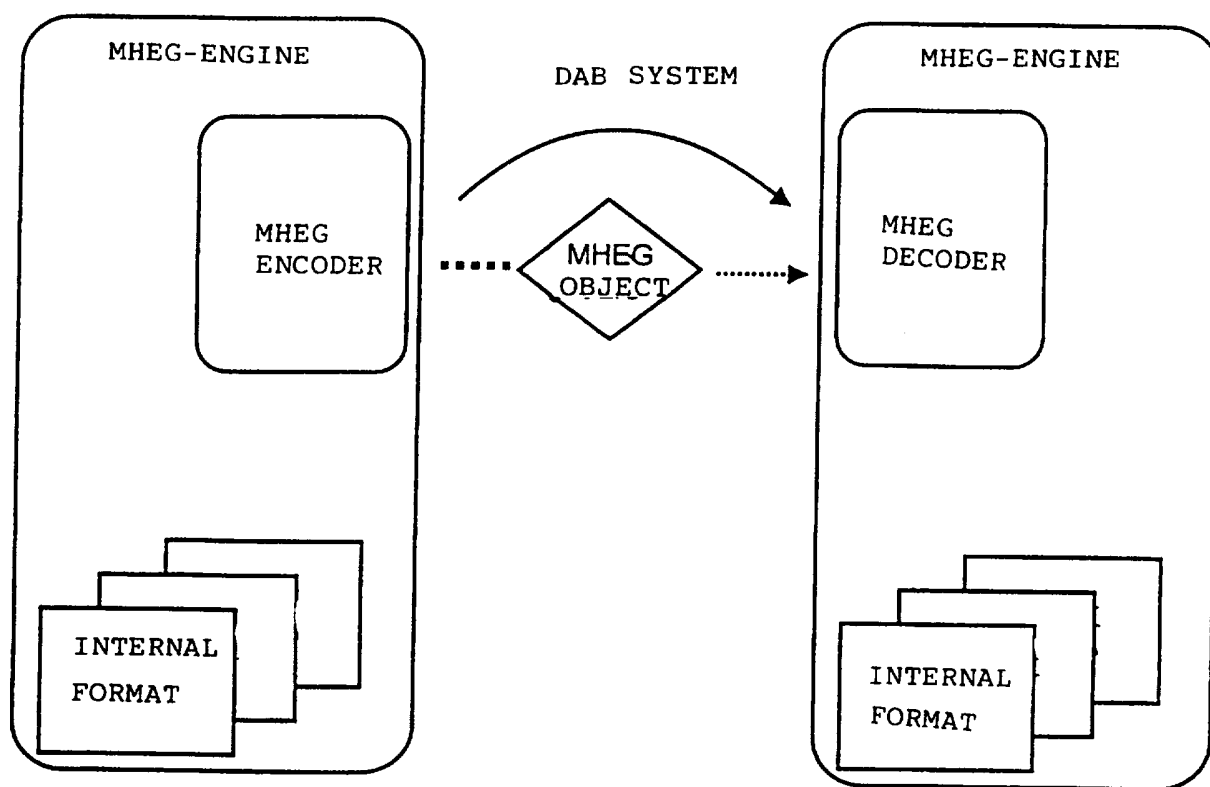 MHEG-ENGINE
MHEG
ENCODER
INTERNAL
FORMAT
DAB SYSTEM
MHEG
OBJECT
MHEG-ENGINE
MHEG
DECODER
INTERNAL
FORMAT